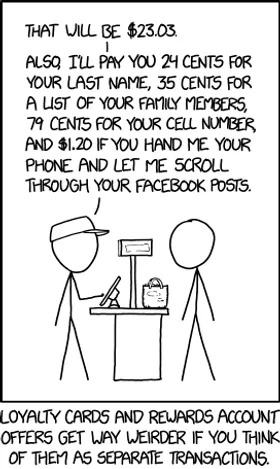 THAT WILL BE $23.03.
ALSO, I'LL PAY YOU 24 CENTS FOR
YOUR LAST NAME, 35 CENTS FOR
A LIST OF YOUR FAMILY MEMBERS,
79 CENTS FOR YOUR CELL NUMBER,
AND $1.20 IF YOU HAND ME YOUR
PHONE AND LET ME SCROLL
THROUGH YOUR FACEBOOK POSTS.
LOYALTY CARDS AND REWARDS ACCOUNT
OFFERS GET WAY WEIRDER IF YOU THINK
OF THEM AS SEPARATE TRANSACTIONS.